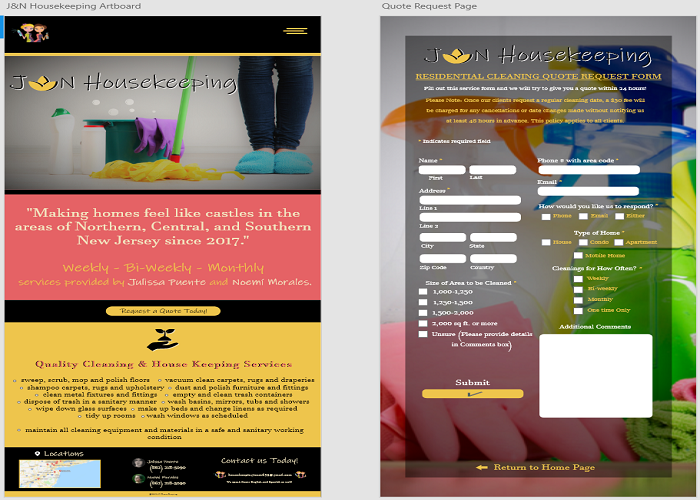 J&N Housekeeping Artboard
J N Housekeeping
"Making homes feel like castles in the
areas of Northern, Central, and Southern
New Jersey since 2017."
Weekly - Bi-Weekly - Monthly
services provided by Julissa Puente and Noemi Morales.
Request a Quote Today!
Quality Cleaning & House Keeping Services
sweep, scrub, mop and polish floors vacuum clean carpets, rugs and draperies
shampoo carpets, rugs and upholstery dust and polish furniture and fittings
clean metal fixtures and fittings empty and clean trash containers
dispose of trash in a sanitary manner wash basins, mirrors, tubs and showers
wipe down glass surfaces make up beds and change linens as required
tidy up rooms wash windows as scheduled
maintain all cleaning equipment and materials in a safe and sanitary working
condition
Locations
Julissa Puente
Noemi Morales
Contact us Today!
Quote Request Page
J N Housekeeping
RESIDENTIAL CLEANING QUOTE REQUEST FORM
Fill out this service form and we will try to give you a quote within 24 hours!
Please Note: Once our clients request a regular cleaning date, a $30 fee will
be charged for any cancellations or date changes made without notifying us
at least 48 hours in advance. This policy applies to all clients.
* Indicates required field
Name *
First Last
Address *
Line 1
Line 2
City State
Zip Code Country
Size of Area to be Cleaned *
1,000-1,250
1,250-1,500
1,500-2,000
2,000 sq ft. or more
Unsure (Please provide details
in Comments box)
Submit
Phone # with area code *
Email *
How would you like us to respond? *
Phone Email Either
Type of Home *
House Condo Apartment
Mobile Home
Cleanings for How Often? *
Weekly
Bi-weekly
Monthly
One time Only
Additional Comments
Return to Home Page